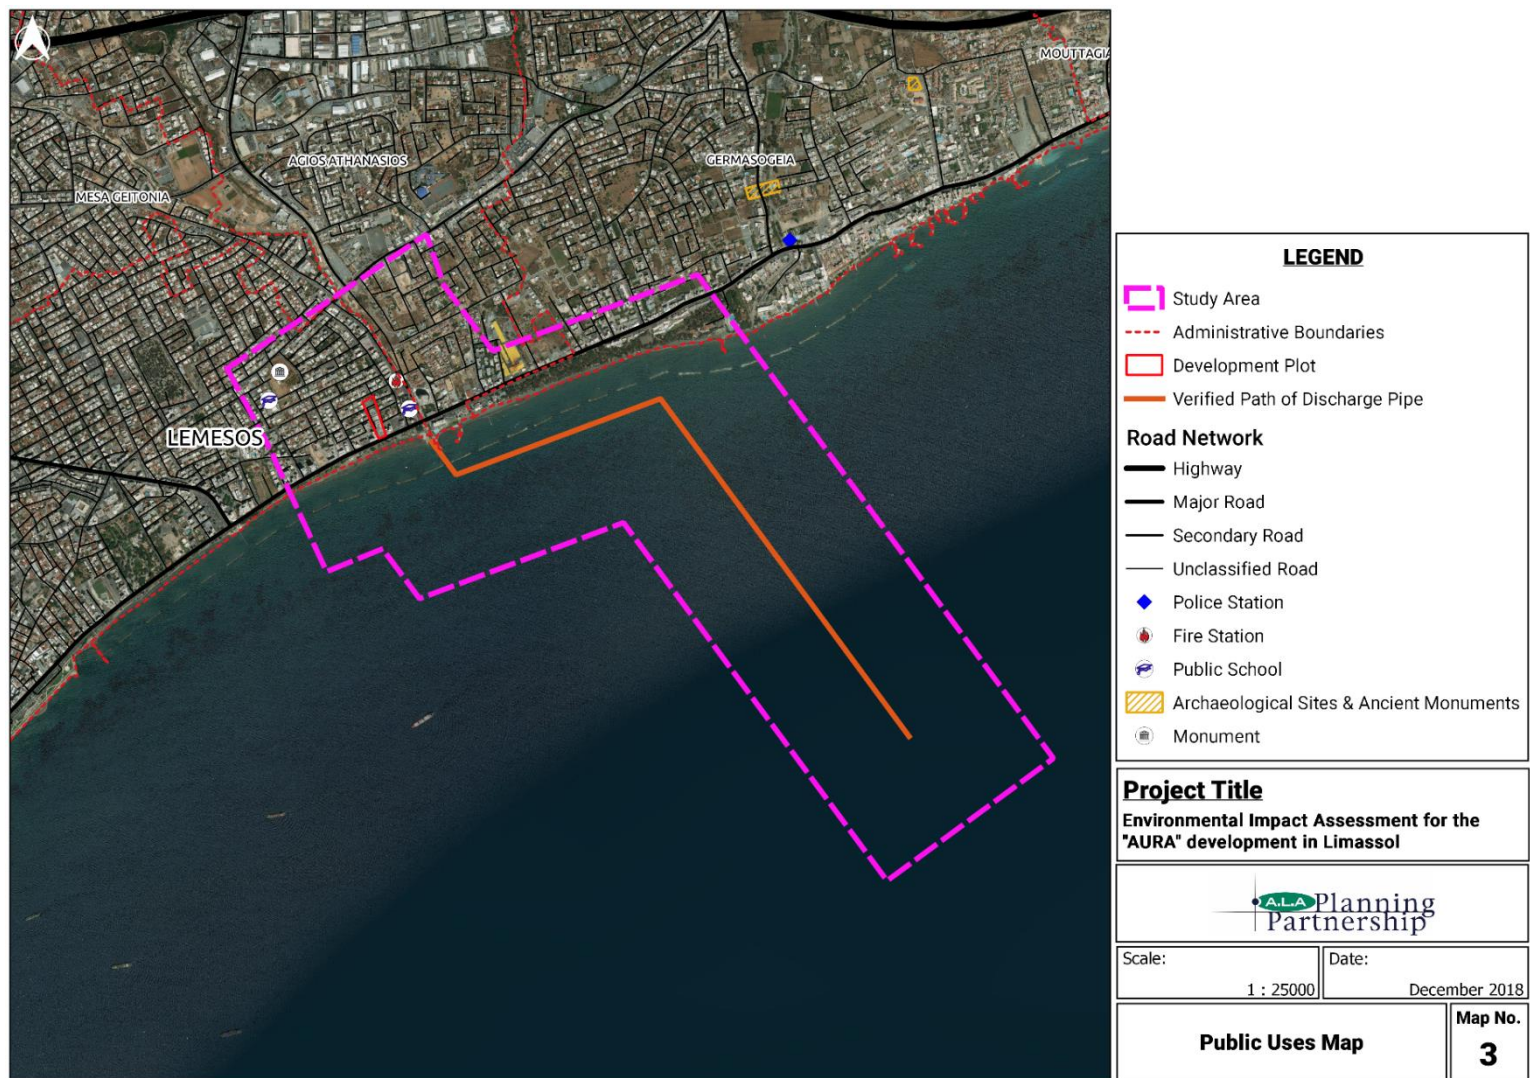 MOUTTAGIA
AGIOS ATHANASIOS
GERMASOGEIA
MESA GEITONIA
LEMESOS
LEGEND
Study Area
Administrative Boundaries
Development Plot
Verified Path of Discharge Pipe
Road Network
Highway
Major Road
Secondary Road
Unclassified Road
Police Station
Fire Station
Public School
Archaeological Sites & Ancient Monuments
Monument
Project Title
Environmental Impact Assessment for the
"AURA" development in Limassol
A.L.A Planning
Partnership
Scale:
1 : 25000
Date:
December 2018
Public Uses Map
Map No.
3